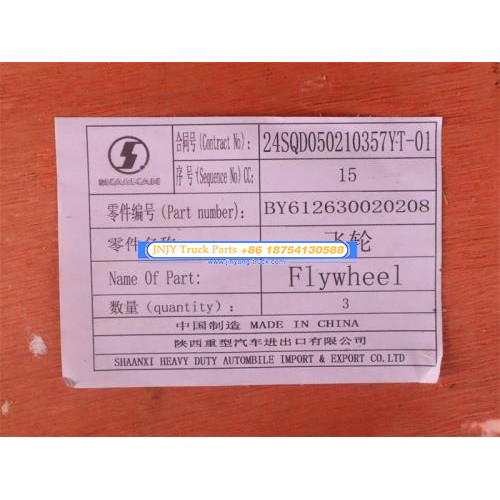 合同号(Contract No): 24SQD050210357YT-01
SHAANXI
序号(Sequence No)CC: 15
零件编号(Part number): BY612630020208
零件名称 飞轮
JNJY Truck Parts +86 18754130588
Name Of Part: Flywheel
数量(quantity): 3
中国制造 MADE IN CHINA
陕西重型汽车进出口有限公司
SHAANXI HEAVY DUTY AUTOMBILE IMPORT & EXPORT CO.LTD